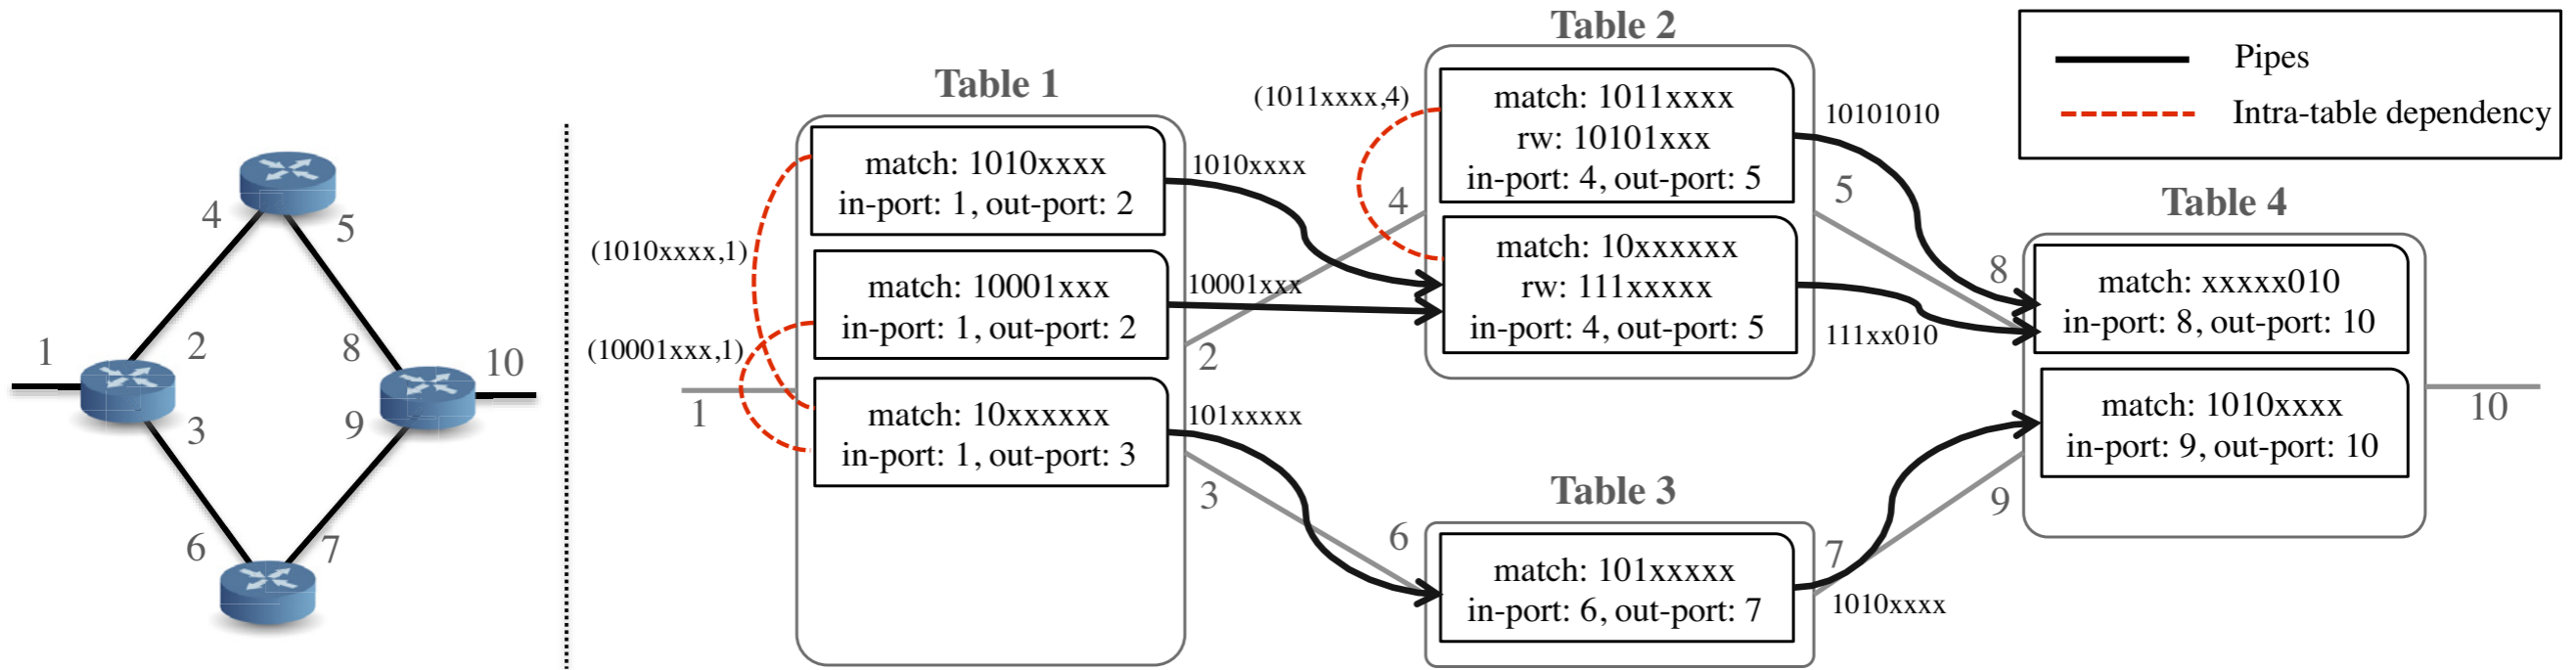 4
5
1
2
8
10
3
9
6
7
Table 1
match: 1010xxxx
in-port: 1, out-port: 2
match: 10001xxx
in-port: 1, out-port: 2
match: 10xxxxxx
in-port: 1, out-port: 3
(1010xxxx,1)
(10001xxx,1)
1
1010xxxx
10001xxx
2
101xxxxx
3
Table 2
(1011xxxx,4)
4
match: 1011xxxx
rw: 10101xxx
in-port: 4, out-port: 5
match: 10xxxxxx
rw: 111xxxxx
in-port: 4, out-port: 5
10101010
5
111xx010
Table 3
6
match: 101xxxxx
in-port: 6, out-port: 7
7
1010xxxx
Pipes
Intra-table dependency
Table 4
8
match: xxxxx010
in-port: 8, out-port: 10
match: 1010xxxx
in-port: 9, out-port: 10
9
10